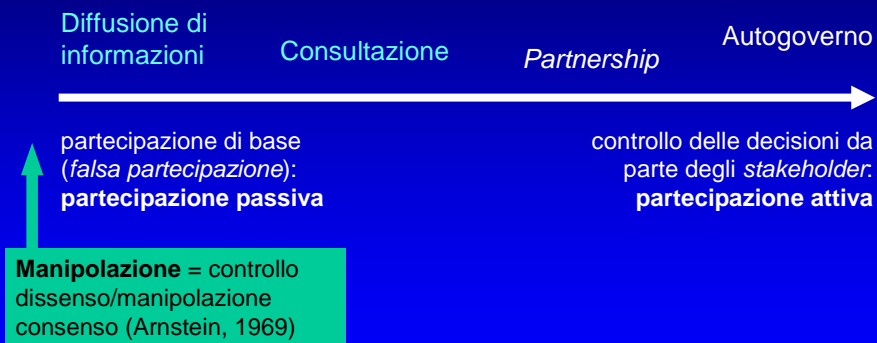 Diffusione di
informazioni
Consultazione
Partnership
Autogoverno
partecipazione di base
(falsa partecipazione):
partecipazione passiva
controllo delle decisioni da
parte degli stakeholder:
partecipazione attiva
Manipolazione = controllo
dissenso/manipolazione
consenso (Arnstein, 1969)